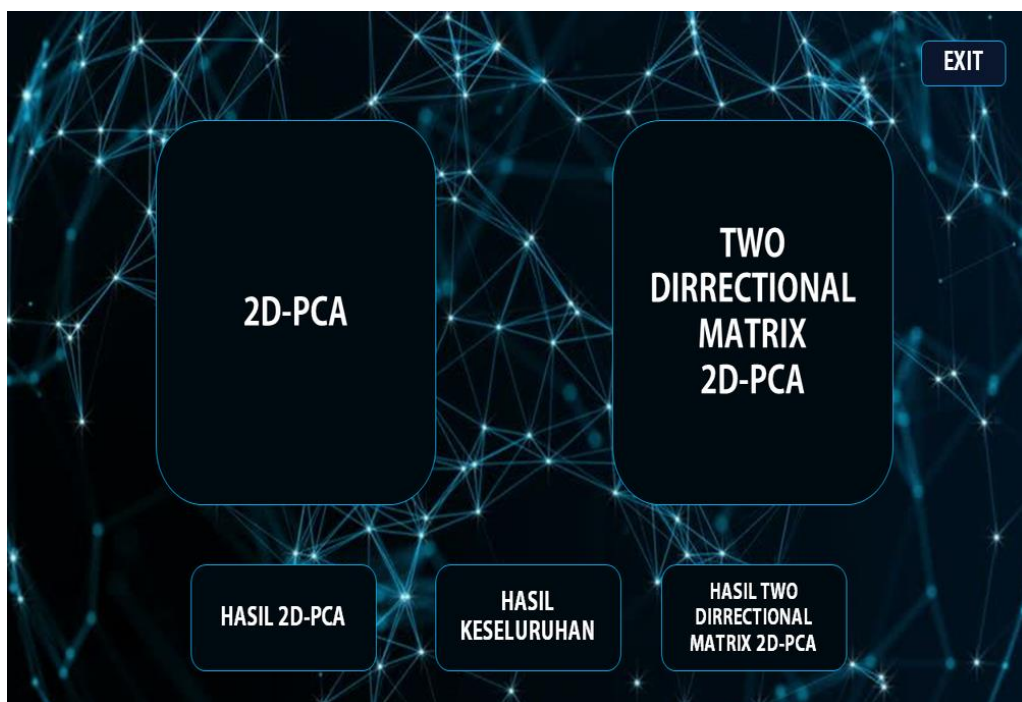 EXIT
2D-PCA
TWO
DIRRECTIONAL
MATRIX
2D-PCA
HASIL 2D-PCA
HASIL
KESELURUHAN
HASIL TWO
DIRRECTIONAL
MATRIX 2D-PCA